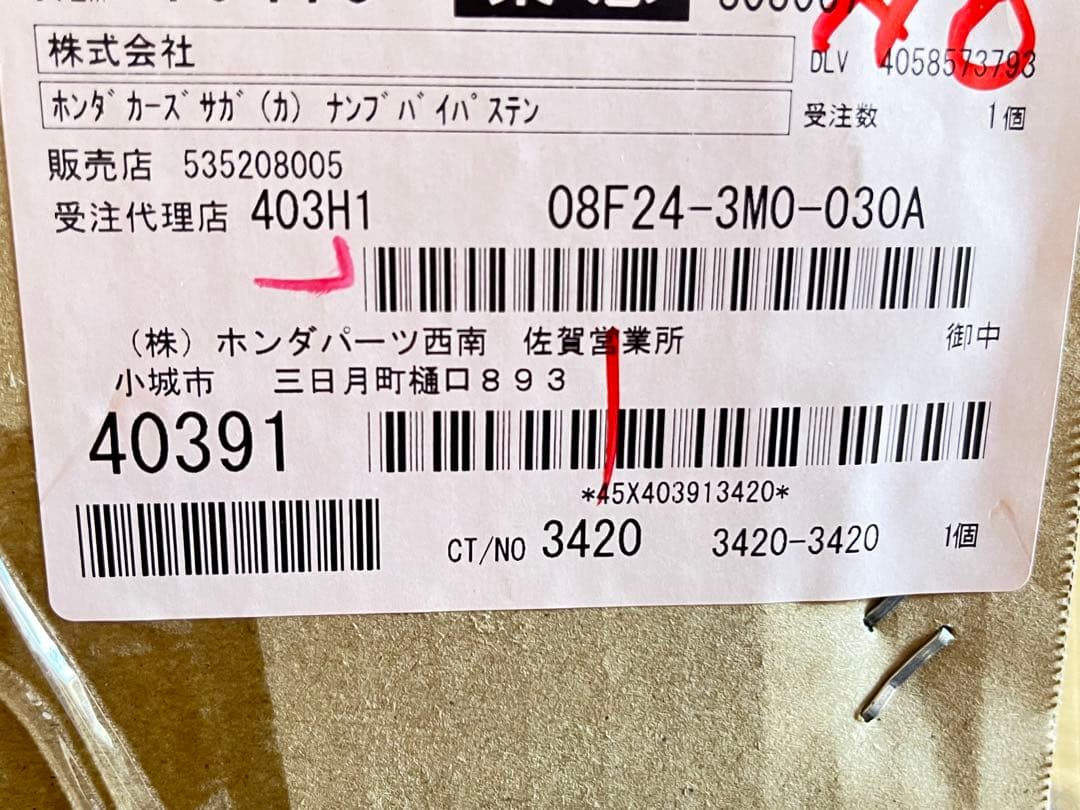 株式会社
DLV 4058573793
ﾎﾝﾀﾞｶｰｽﾞｻｶﾞ(ｶ) ﾅﾝﾌﾞﾊﾞｲﾊﾟｽﾃﾝ
受注数 1個
販売店 535208005
受注代理店 403H1 08F24-3M0-030A
（株）ホンダパーツ西南 佐賀営業所 御中
小城市 三日月町樋口８９３
40391
*45X403913420*
CT/NO 3420 3420-3420 1個